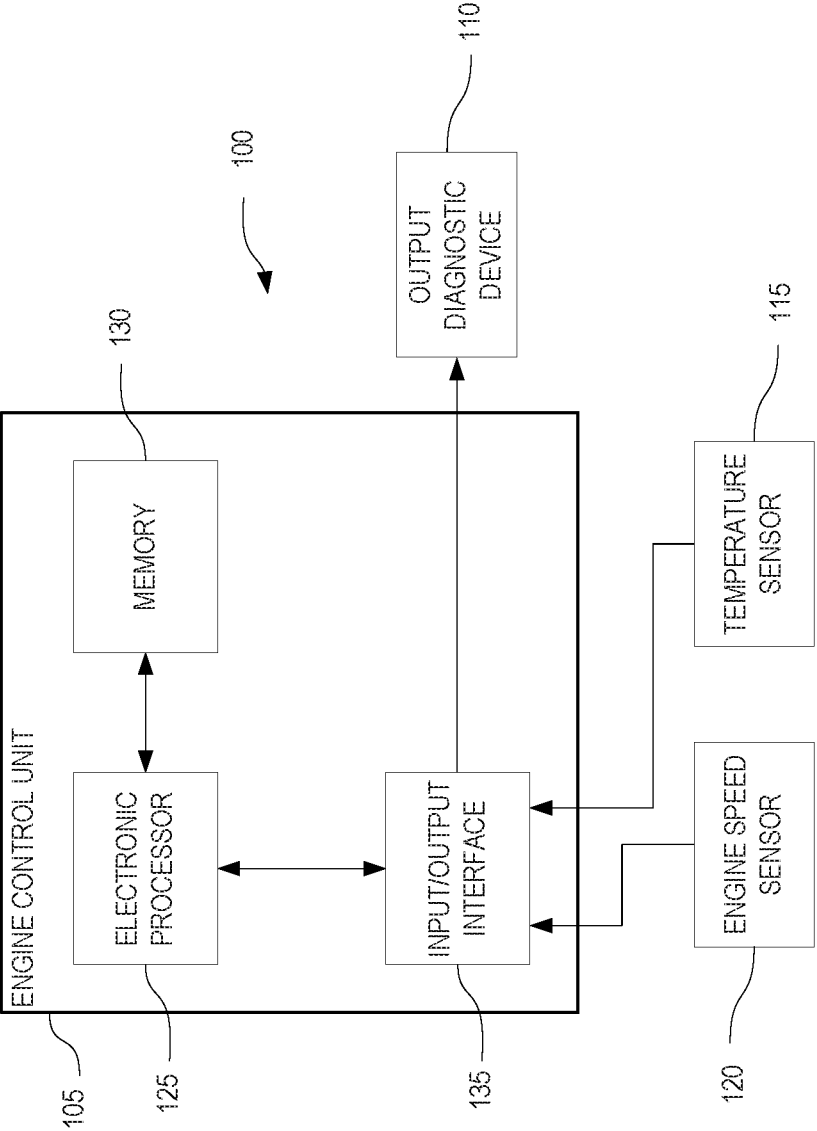 100
105
ENGINE CONTROL UNIT
125
ELECTRONIC
PROCESSOR
130
MEMORY
135
INPUT/OUTPUT
INTERFACE
110
OUTPUT
DIAGNOSTIC
DEVICE
120
ENGINE SPEED
SENSOR
115
TEMPERATURE
SENSOR